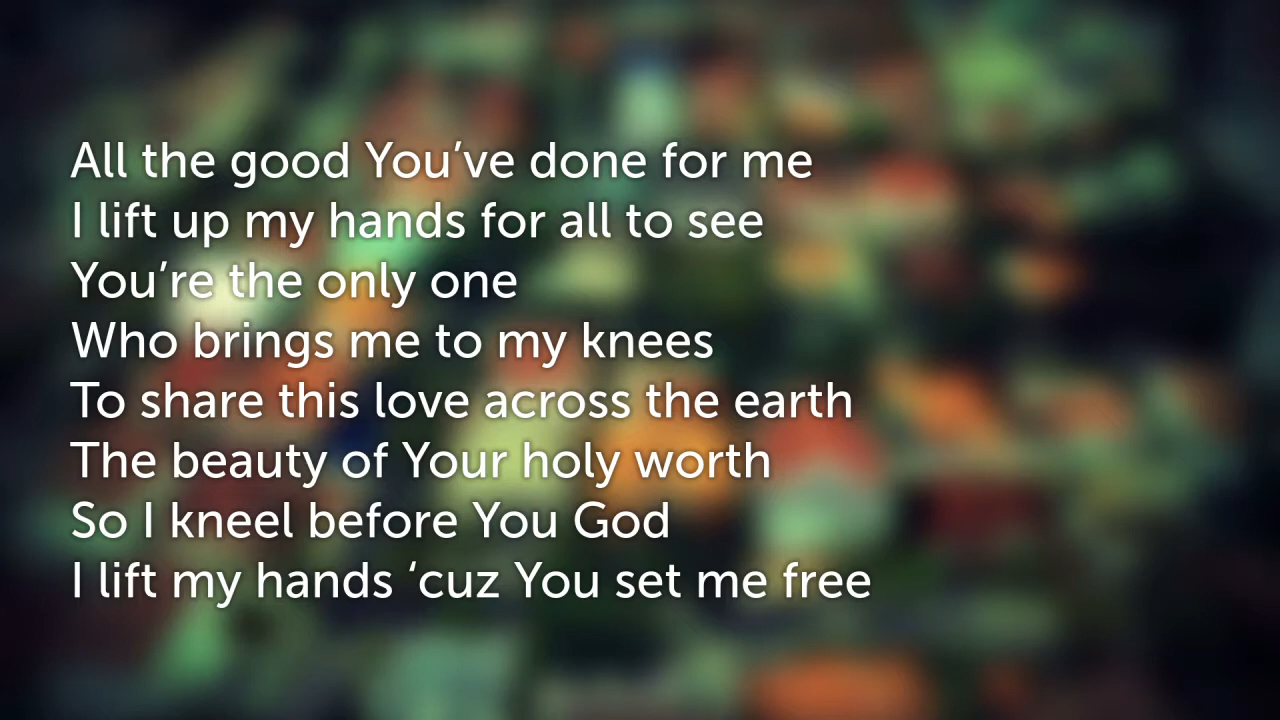 All the good You’ve done for me
I lift up my hands for all to see
You’re the only one
Who brings me to my knees
To share this love across the earth
The beauty of Your holy worth
So I kneel before You God
I lift my hands ‘cuz You set me free